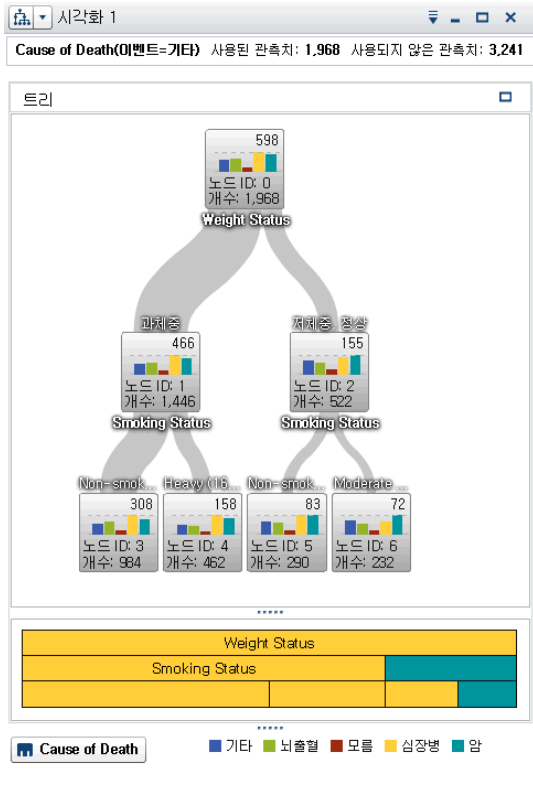 시각화 1
Cause of Death(이벤트=기타) 사용된 관측치: 1,968 사용되지 않은 관측치: 3,241
트리
598
노드 ID: 0
개수: 1,968
Weight Status
과체중 저체중, 정상
466 155
노드 ID: 1 노드 ID: 2
개수: 1,446 개수: 522
Smoking Status Smoking Status
Non-smok... Heavy (16... Non-smok... Moderate ...
308 158 83 72
노드 ID: 3 노드 ID: 4 노드 ID: 5 노드 ID: 6
개수: 984 개수: 462 개수: 290 개수: 232
Weight Status
Smoking Status
Cause of Death 기타 뇌출혈 모름 심장병 암